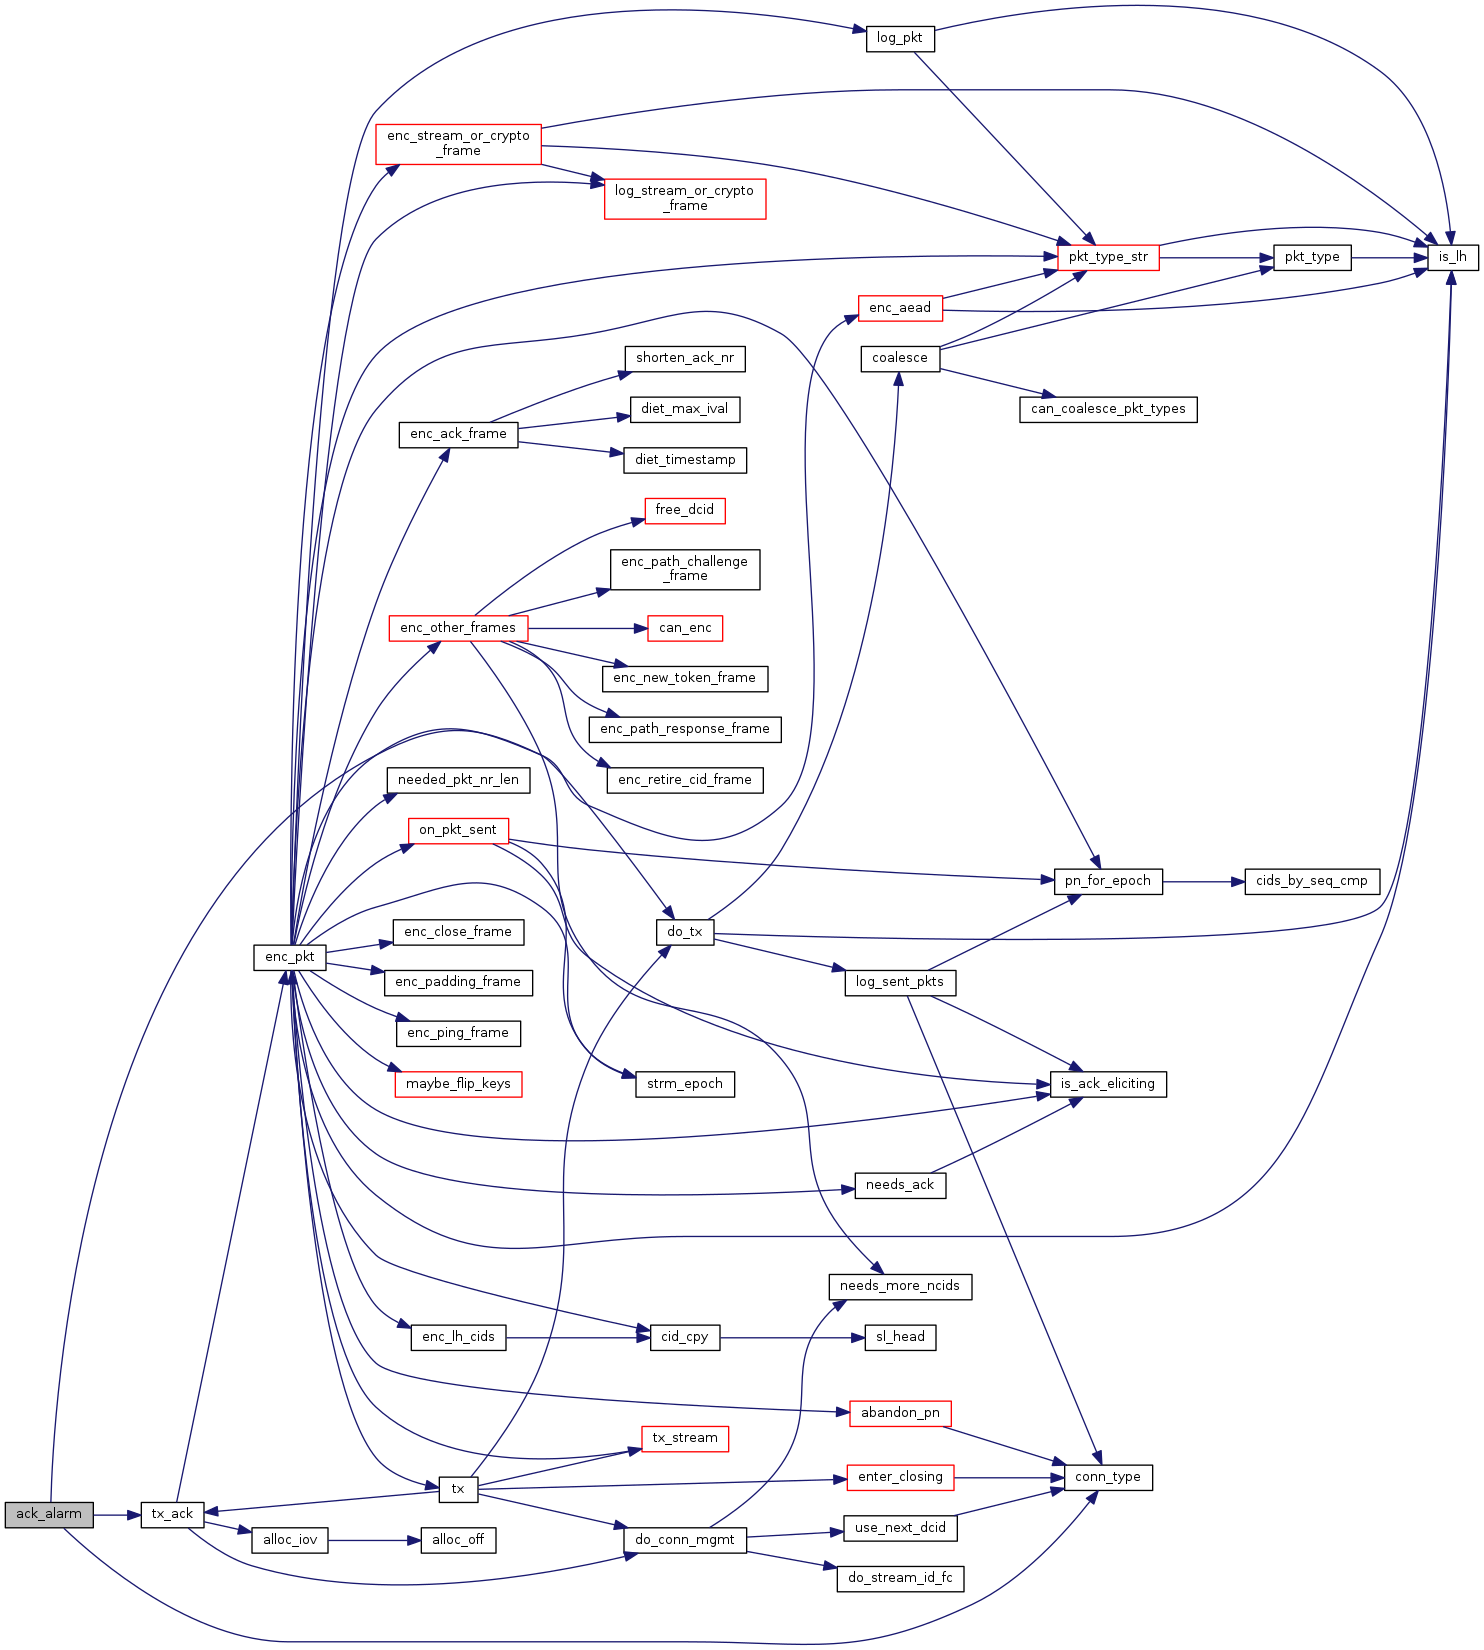 log_pkt
enc_stream_or_crypto
_frame
log_stream_or_crypto
_frame
pkt_type_str
pkt_type
is_lh
enc_aead
shorten_ack_nr
coalesce
diet_max_ival
can_coalesce_pkt_types
enc_ack_frame
diet_timestamp
free_dcid
enc_path_challenge
_frame
enc_other_frames
can_enc
enc_new_token_frame
enc_path_response_frame
needed_pkt_nr_len
enc_retire_cid_frame
on_pkt_sent
pn_for_epoch
cids_by_seq_cmp
enc_close_frame
do_tx
enc_pkt
enc_padding_frame
log_sent_pkts
enc_ping_frame
maybe_flip_keys
strm_epoch
is_ack_eliciting
needs_ack
needs_more_ncids
enc_lh_cids
cid_cpy
sl_head
abandon_pn
tx_stream
enter_closing
conn_type
tx
ack_alarm
tx_ack
use_next_dcid
alloc_iov
alloc_off
do_conn_mgmt
do_stream_id_fc